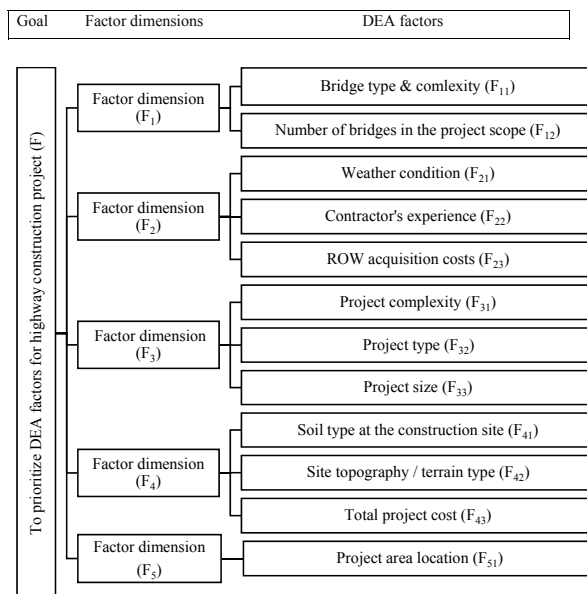 Goal Factor dimensions DEA factors
To prioritize DEA factors for highway construction project (F)
Factor dimension
(F₁)
Bridge type & comlexity (F₁₁)
Number of bridges in the project scope (F₁₂)
Factor dimension
(F₂)
Weather condition (F₂₁)
Contractor's experience (F₂₂)
ROW acquisition costs (F₂₃)
Factor dimension
(F₃)
Project complexity (F₃₁)
Project type (F₃₂)
Project size (F₃₃)
Factor dimension
(F₄)
Soil type at the construction site (F₄₁)
Site topography / terrain type (F₄₂)
Total project cost (F₄₃)
Factor dimension
(F₅)
Project area location (F₅₁)